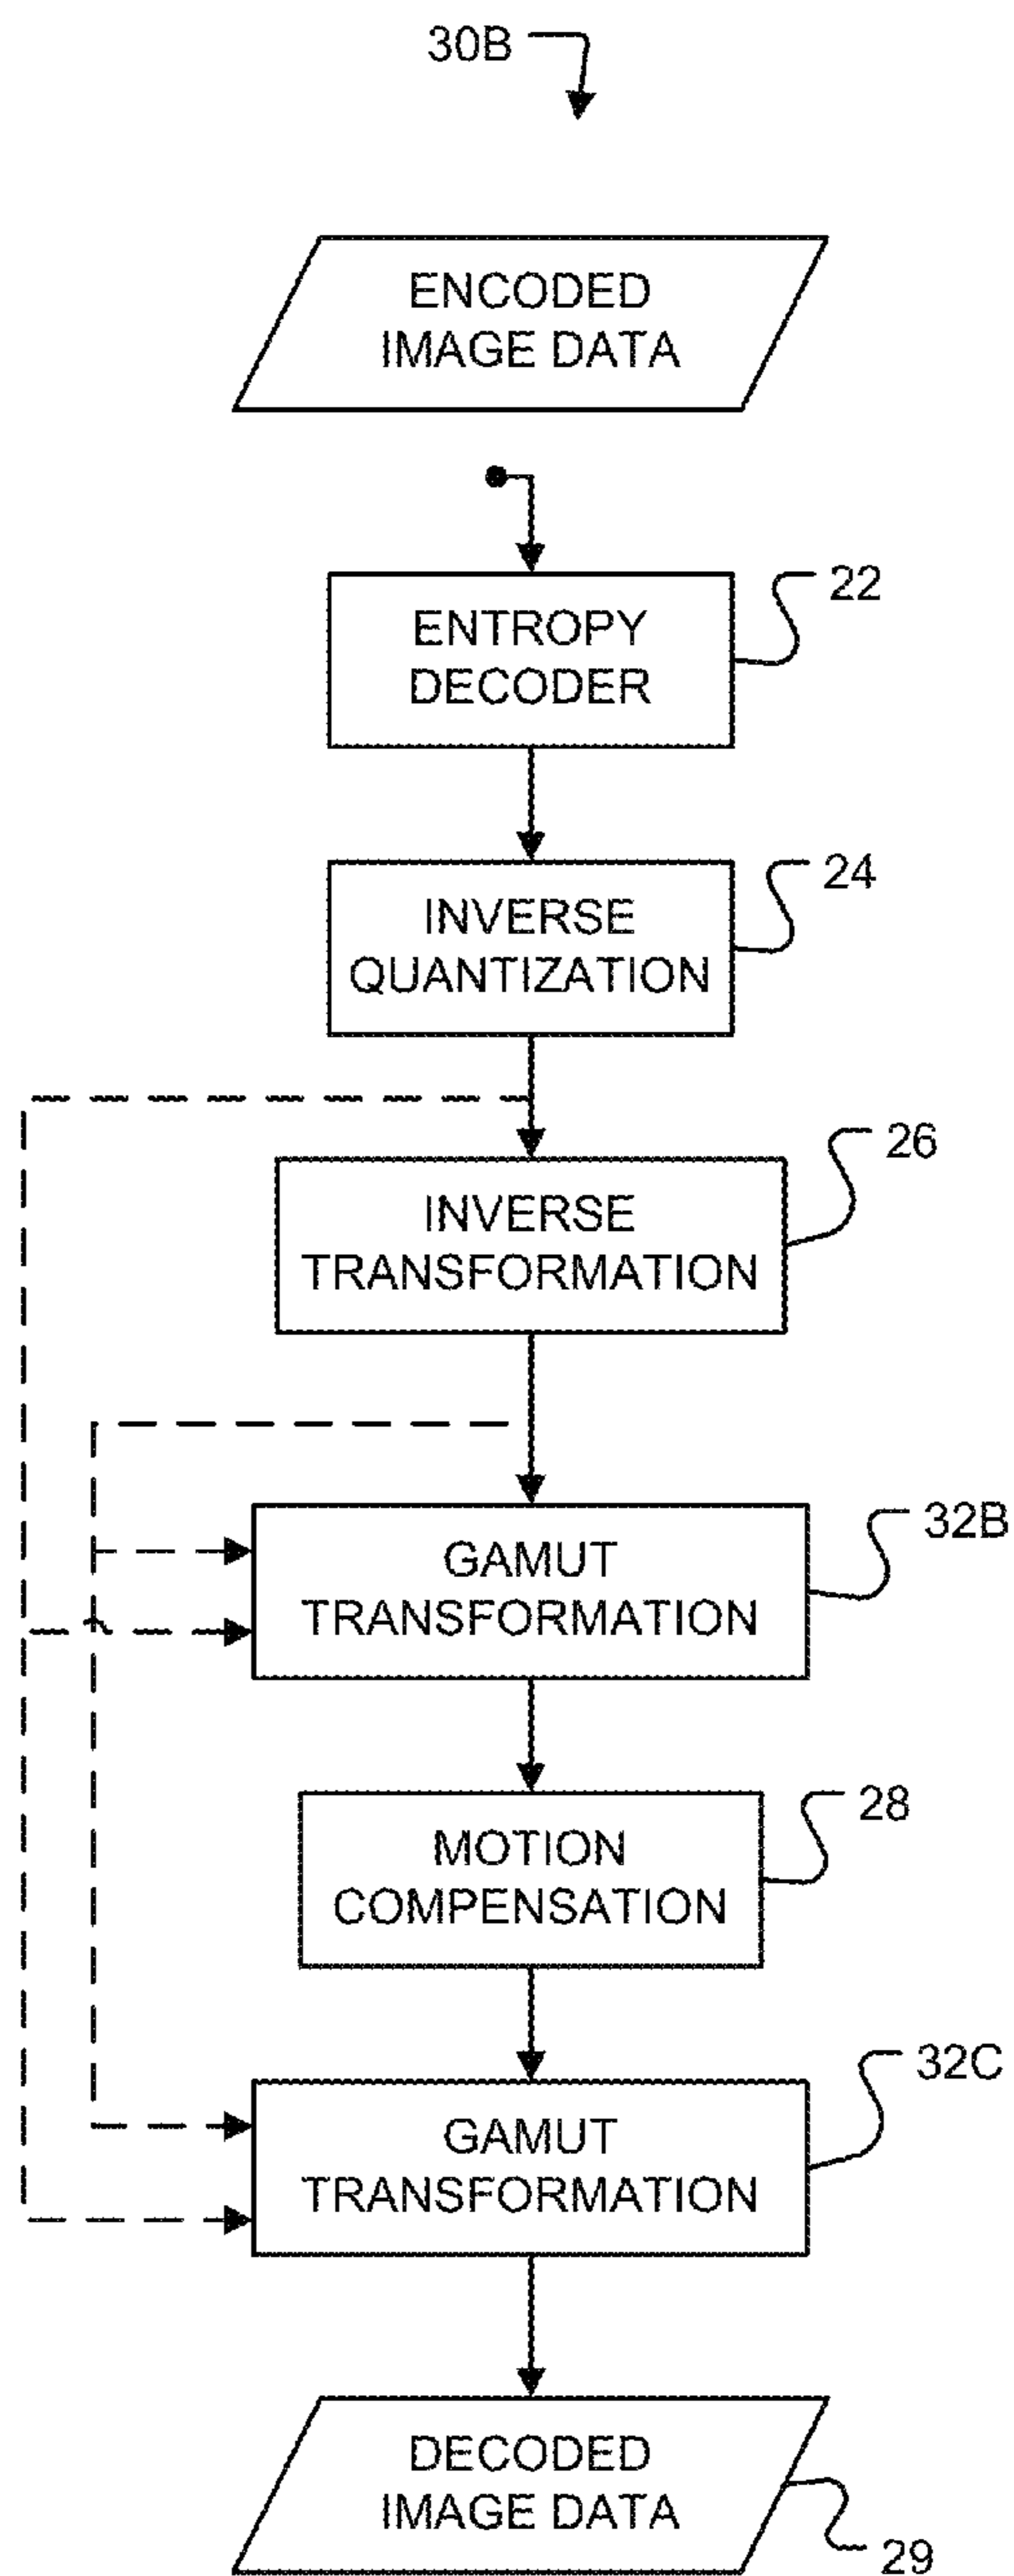 30B
ENCODED
IMAGE DATA
ENTROPY
DECODER
22
INVERSE
QUANTIZATION
24
INVERSE
TRANSFORMATION
26
GAMUT
TRANSFORMATION
32B
MOTION
COMPENSATION
28
GAMUT
TRANSFORMATION
32C
DECODED
IMAGE DATA
29